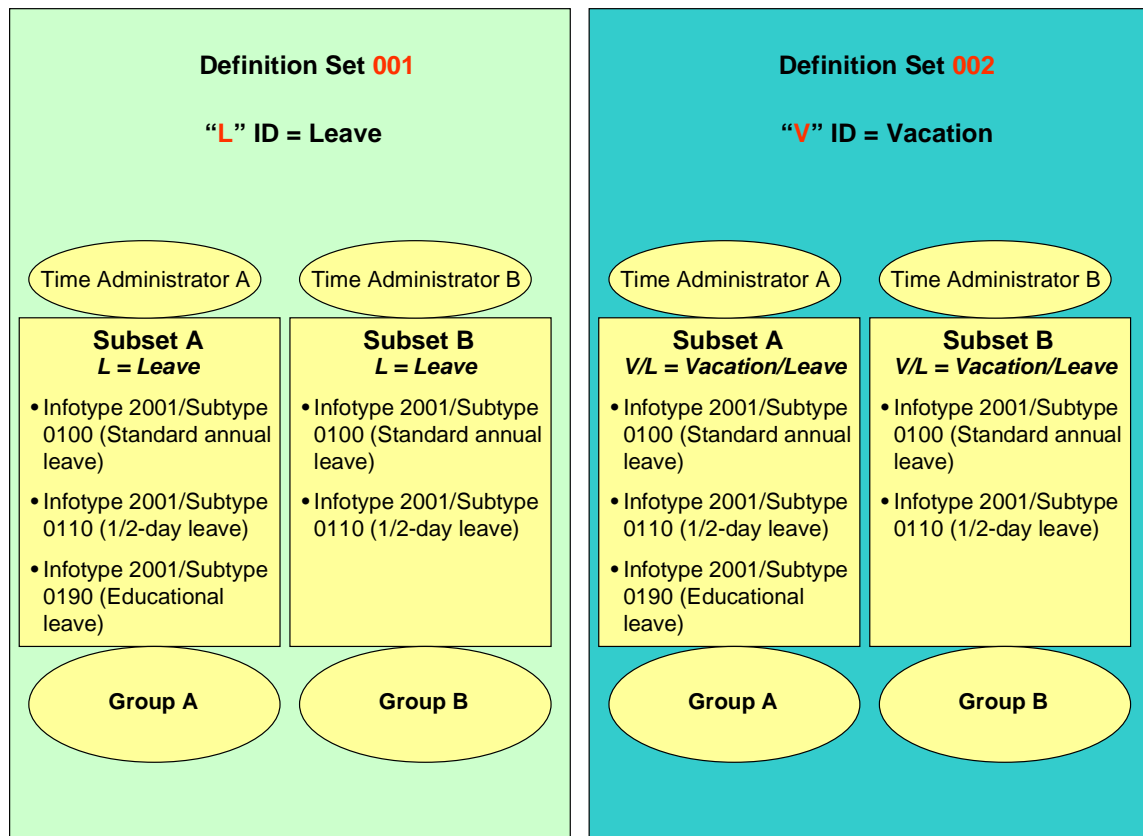 Definition Set 001
“L” ID = Leave
Time Administrator A
Subset A
L = Leave
• Infotype 2001/Subtype
0100 (Standard annual
leave)
• Infotype 2001/Subtype
0110 (1/2-day leave)
• Infotype 2001/Subtype
0190 (Educational
leave)
Group A
Time Administrator B
Subset B
L = Leave
• Infotype 2001/Subtype
0100 (Standard annual
leave)
• Infotype 2001/Subtype
0110 (1/2-day leave)
Group B
Definition Set 002
“V” ID = Vacation
Time Administrator A
Subset A
V/L = Vacation/Leave
• Infotype 2001/Subtype
0100 (Standard annual
leave)
• Infotype 2001/Subtype
0110 (1/2-day leave)
• Infotype 2001/Subtype
0190 (Educational
leave)
Group A
Time Administrator B
Subset B
V/L = Vacation/Leave
• Infotype 2001/Subtype
0100 (Standard annual
leave)
• Infotype 2001/Subtype
0110 (1/2-day leave)
Group B